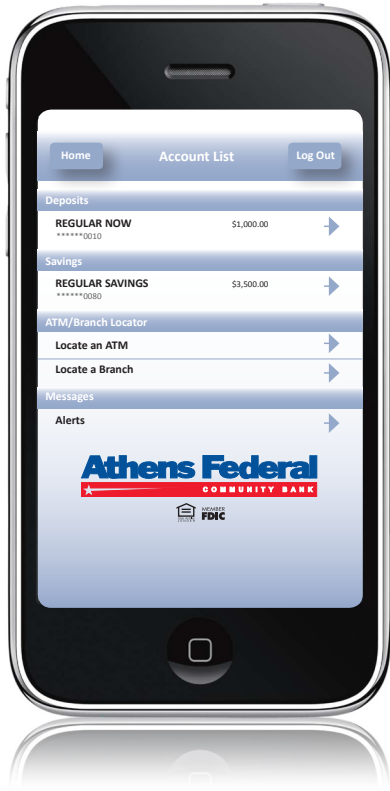 Home Account List Log Out
Deposits
REGULAR NOW $1,000.00
******0010
Savings
REGULAR SAVINGS $3,500.00
******0080
ATM/Branch Locator
Locate an ATM
Locate a Branch
Messages
Alerts
Athens Federal
COMMUNITY BANK
MEMBER
FDIC